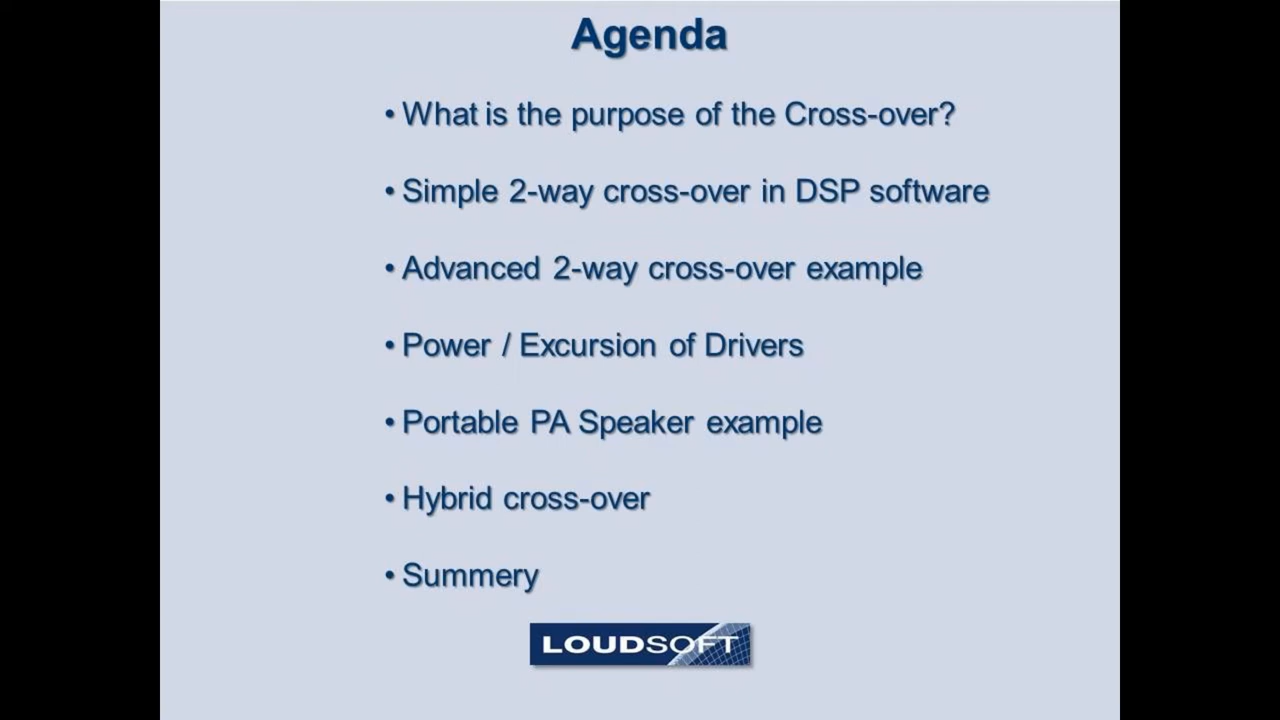 Agenda
• What is the purpose of the Cross-over?
• Simple 2-way cross-over in DSP software
• Advanced 2-way cross-over example
• Power / Excursion of Drivers
• Portable PA Speaker example
• Hybrid cross-over
• Summery
LOUDSOFT